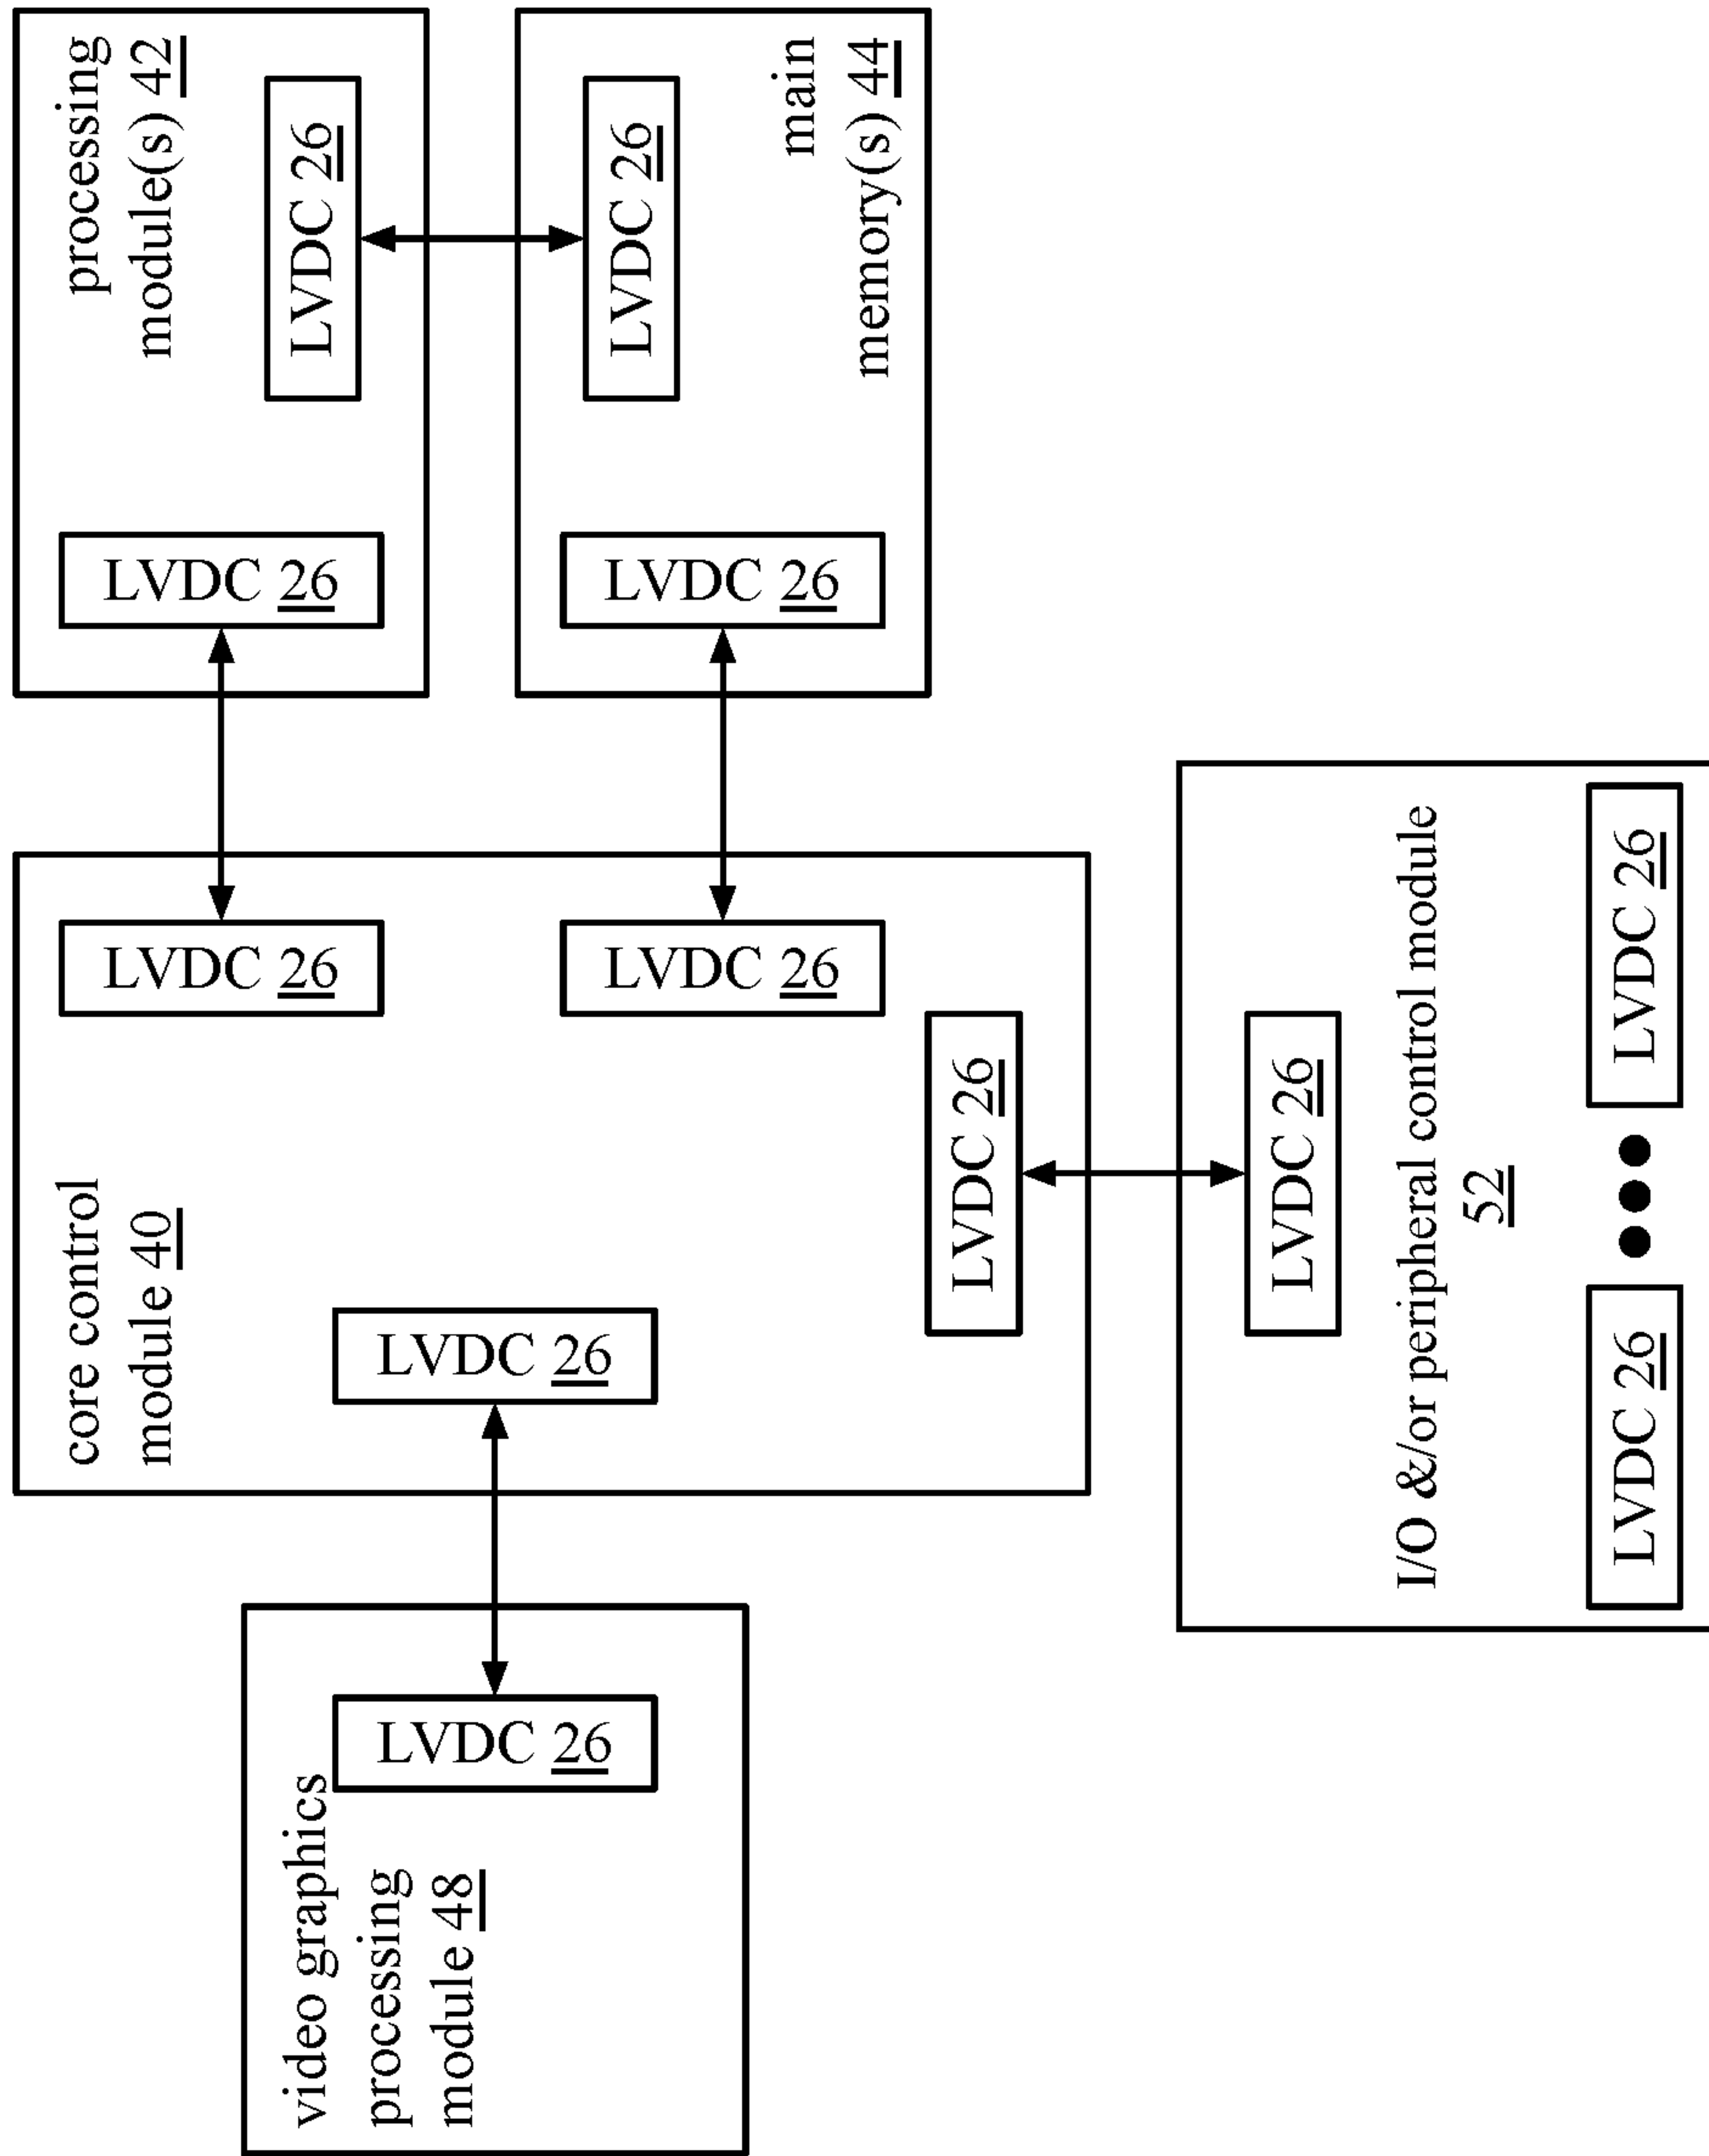 core control
module 40
LVDC 26
LVDC 26
LVDC 26
LVDC 26
processing
module(s) 42
LVDC 26
LVDC 26
video graphics
processing
module 48
LVDC 26
LVDC 26
LVDC 26
main
memory(s) 44
LVDC 26
I/O &/or peripheral control module
52
LVDC 26
LVDC 26